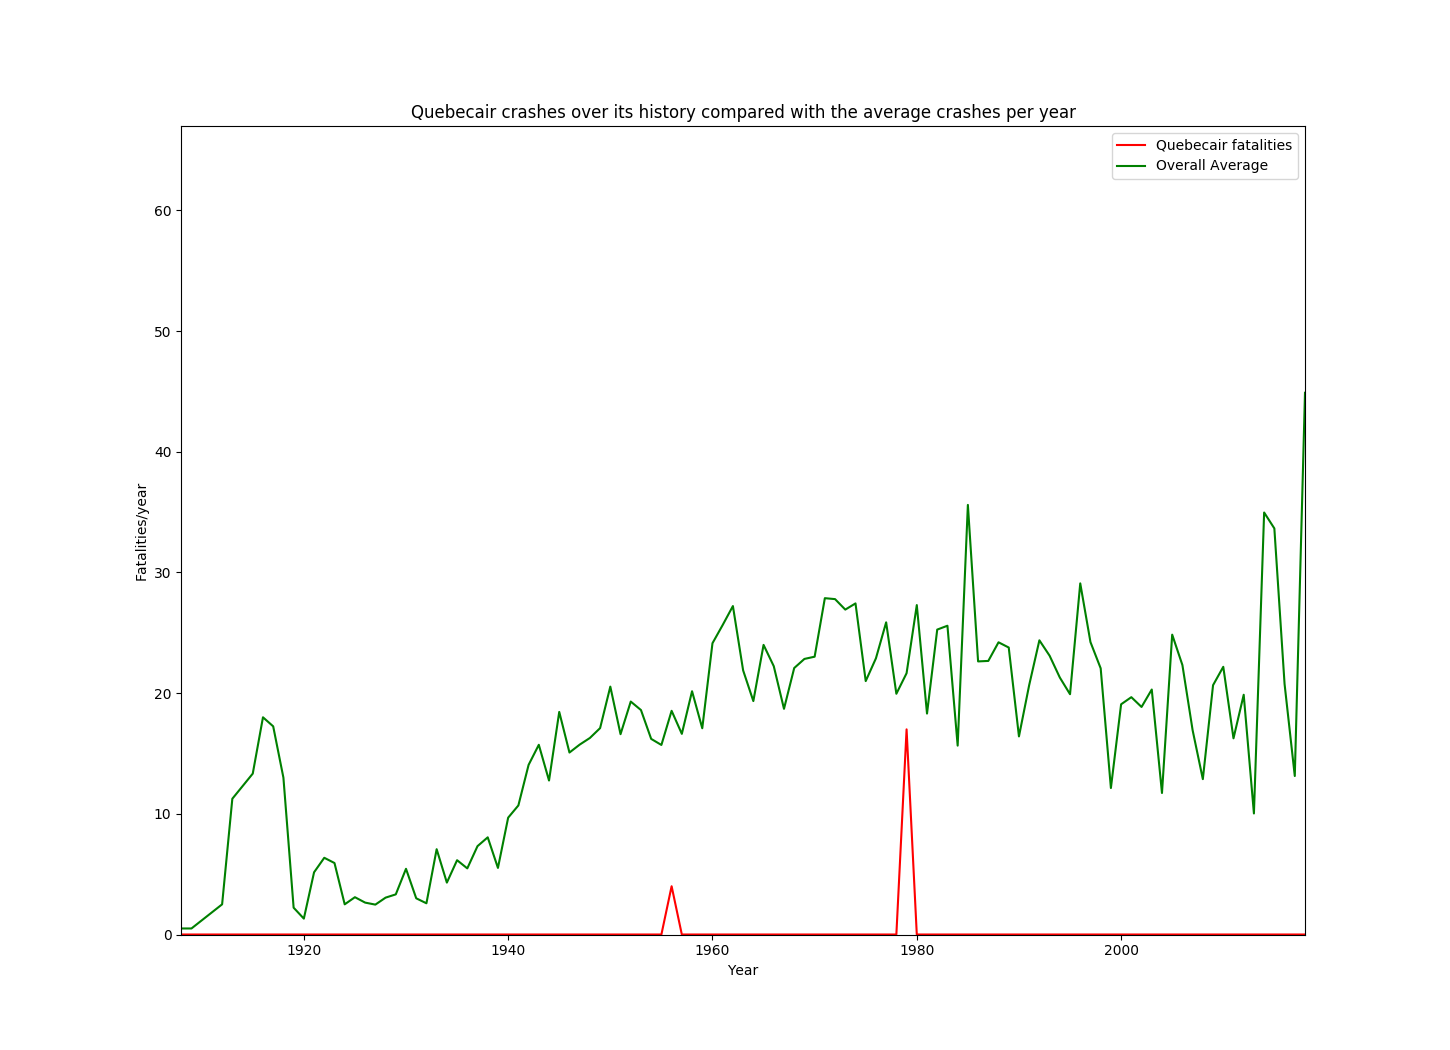 Quebecair crashes over its history compared with the average crashes per year
Quebecair fatalities
Overall Average
60
50
40
30
20
10
0
Fatalities/year
1920 1940 1960 1980 2000
Year